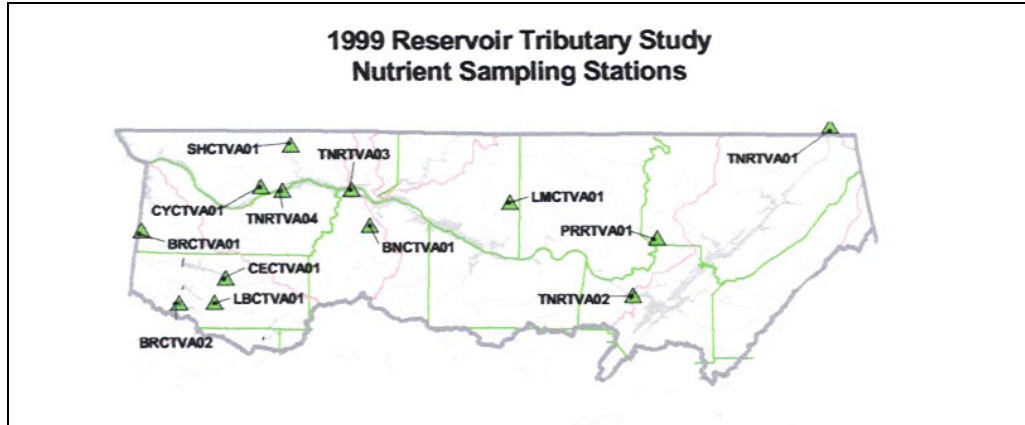 1999 Reservoir Tributary Study
Nutrient Sampling Stations
SHCTVA01
TNRTVA03
TNRTVA01
CYCTVA01
TNRTVA04
LMCTVA01
BRCTVA01
BNCTVA01
PRRTVA01
CECTVA01
LBCTVA01
TNRTVA02
BRCTVA02